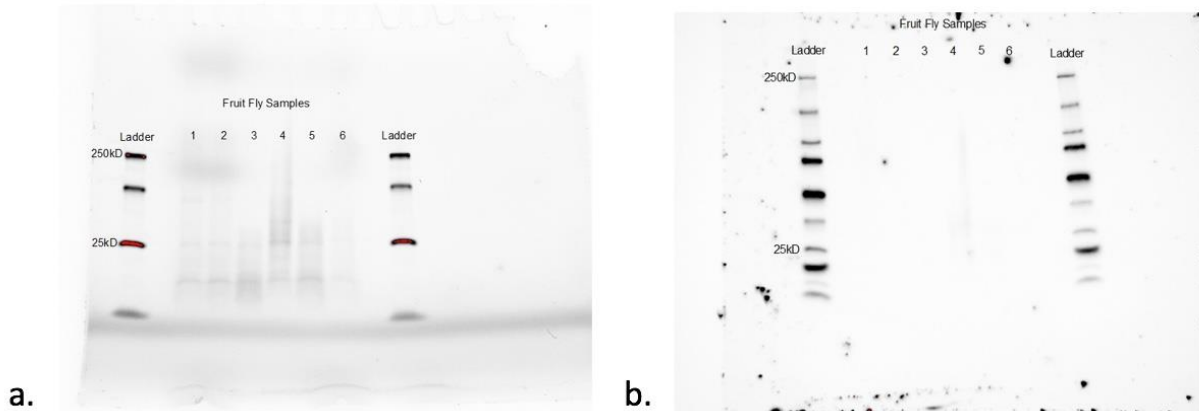 Fruit Fly Samples
Ladder 1 2 3 4 5 6 Ladder
250kD
25kD
a.
Fruit Fly Samples
Ladder 1 2 3 4 5 6 Ladder
250kD
25kD
b.